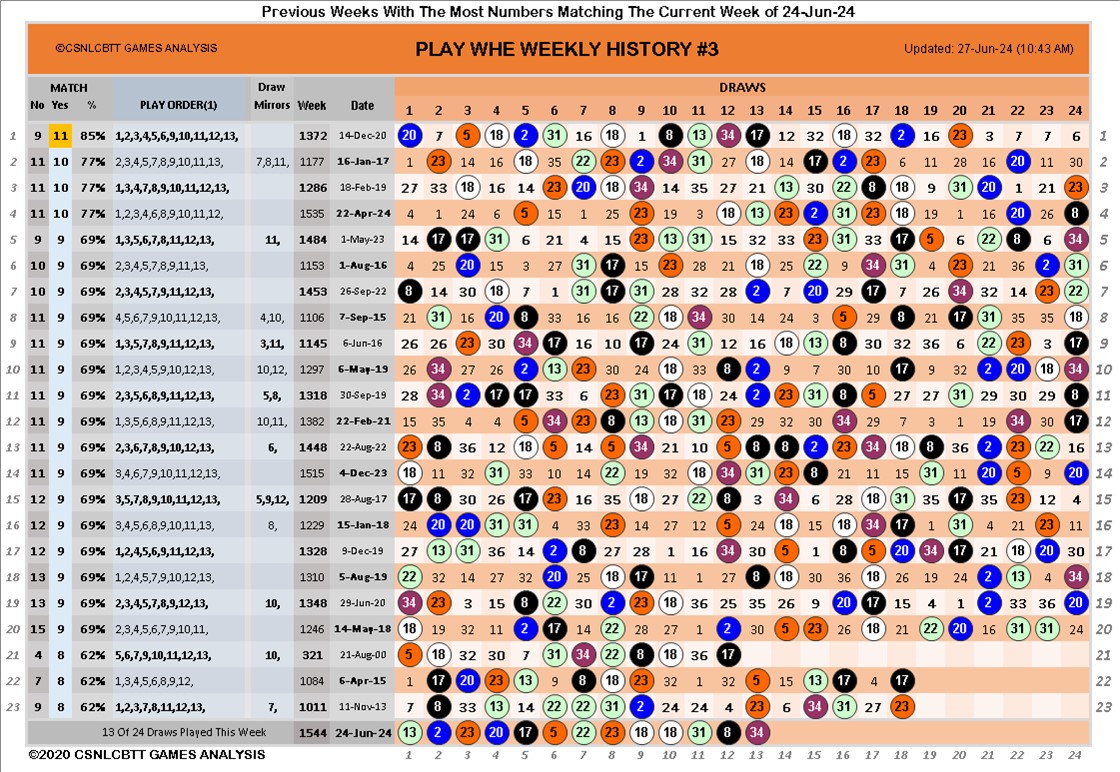 Previous Weeks With The Most Numbers Matching The Current Week of 24-Jun-24
©CSNLCBTT GAMES ANALYSIS PLAY WHE WEEKLY HISTORY #3 Updated: 27-Jun-24 (10:43 AM)
MATCH Draw DRAWS
No Yes % PLAY ORDER(1) Mirrors Week Date 1 2 3 4 5 6 7 8 9 10 11 12 13 14 15 16 17 18 19 20 21 22 23 24
1 9 11 85% 1,2,3,4,5,6,9,10,11,12,13, 1372 14-Dec-20 20 7 5 18 2 31 16 18 1 8 13 34 17 12 32 18 32 2 16 23 3 7 7 6 1
2 11 10 77% 2,3,4,5,7,8,9,10,11,13, 7,8,11, 1177 16-Jan-17 1 23 14 14 18 35 22 23 2 34 31 27 18 14 17 2 23 6 11 28 16 20 11 30 2
3 11 10 77% 1,3,4,7,8,9,10,11,12,13, 1286 18-Feb-19 27 33 18 16 14 23 20 18 34 14 35 27 21 13 30 22 8 18 9 31 20 1 21 23 3
4 11 10 77% 1,2,3,4,6,8,9,10,11,12, 1535 22-Apr-24 4 1 24 6 5 15 1 9 23 19 3 18 13 23 2 31 23 18 19 1 16 20 26 8 4
5 9 9 69% 1,3,5,6,7,8,11,12,13, 11, 1484 1-May-23 14 17 17 31 6 21 4 15 23 13 31 15 32 33 23 31 33 17 5 6 22 8 6 34 5
6 10 9 69% 2,3,4,5,7,8,9,11,13, 1153 1-Aug-16 4 25 20 15 3 27 31 17 15 23 28 21 18 15 22 9 34 31 4 23 21 36 2 31 6
7 10 9 69% 2,3,4,5,7,9,11,12,13, 1453 26-Sep-22 8 14 30 18 7 1 31 17 31 28 32 28 2 7 20 29 17 7 26 34 32 14 23 22 7
8 11 9 69% 4,5,6,7,9,10,11,12,13, 4,10, 1106 7-Sep-15 21 31 16 20 8 33 16 16 22 18 34 30 14 24 3 5 29 8 21 17 31 35 35 18 8
9 11 9 69% 1,3,5,7,8,9,11,12,13, 3,11, 1145 6-Jun-16 26 26 23 30 34 17 16 10 17 24 31 12 14 18 13 8 30 32 36 6 22 23 3 17 9
10 11 9 69% 1,2,3,5,8,9,10,12,13, 10,12, 1297 6-May-19 26 34 27 26 2 13 23 30 24 18 33 8 2 9 7 30 10 17 9 32 2 20 18 34 10
11 11 9 69% 2,3,5,6,8,9,11,12,13, 5,8, 1318 30-Sep-19 28 34 2 17 17 33 6 23 31 17 18 24 2 23 31 8 5 27 27 31 29 30 29 8 11
12 11 9 69% 1,3,5,6,8,9,11,12,13, 10,11, 1382 22-Feb-21 15 35 4 4 5 34 23 8 13 18 31 23 29 32 30 34 29 7 3 1 29 34 30 17 12
13 11 9 69% 2,3,6,7,8,9,11,12,13, 6, 1448 22-Aug-22 23 8 36 12 18 5 14 5 34 21 10 5 8 8 2 23 34 18 8 36 2 23 22 16 13
14 11 9 69% 3,4,6,7,9,10,11,12,13, 1515 4-Dec-23 18 11 32 31 33 10 14 22 19 32 18 34 31 23 8 21 11 15 31 11 20 5 9 20 14
15 12 9 69% 3,5,7,8,9,10,11,12,13, 5,9,12, 1209 28-Aug-17 17 8 30 26 17 23 16 35 18 27 22 8 3 34 6 28 18 31 35 17 35 23 12 4 15
16 12 9 69% 3,4,5,6,8,9,10,11,13, 8, 1229 15-Jan-18 24 20 20 31 31 4 33 23 14 27 12 5 24 18 15 18 34 17 1 31 4 21 23 11 16
17 12 9 69% 1,2,4,5,6,9,11,12,13, 1328 9-Dec-19 27 13 31 36 14 2 8 27 28 1 16 34 30 5 1 17 5 20 34 17 21 18 20 30 17
18 13 9 69% 1,2,4,5,7,9,10,12,13, 1310 5-Aug-19 22 32 14 27 32 20 25 18 17 11 1 27 8 18 30 36 18 26 19 24 2 13 4 34 18
19 13 9 69% 2,3,4,5,7,8,9,12,13, 10, 1348 29-Jun-20 34 23 3 15 8 22 30 2 23 18 36 25 35 26 9 20 17 15 4 1 2 33 36 20 19
20 15 9 69% 2,3,4,5,6,7,9,10,11, 1246 14-May-18 18 19 32 11 2 17 14 22 27 12 1 2 30 5 23 27 18 21 22 20 16 31 31 24 20
21 4 8 62% 5,6,7,9,10,11,12,13, 10, 321 21-Aug-00 5 18 32 30 7 31 34 22 8 18 12 17 21
22 7 8 62% 1,2,3,5,6,8,9,12, 1084 6-Apr-15 1 17 20 23 13 9 8 18 23 3 33 32 5 15 13 17 4 17 22
23 9 8 62% 1,2,3,7,8,11,12,13, 7, 1011 11-Nov-13 7 8 33 13 14 22 22 31 2 24 24 4 23 6 34 31 27 23 23
13 Of 24 Draws Played This Week 1544 24-Jun-24 13 2 23 20 17 5 22 23 18 18 31 8 34
©2020 CSNLCBTT GAMES ANALYSIS 1 2 3 4 5 6 7 8 9 10 11 12 13 14 15 16 17 18 19 20 21 22 23 24